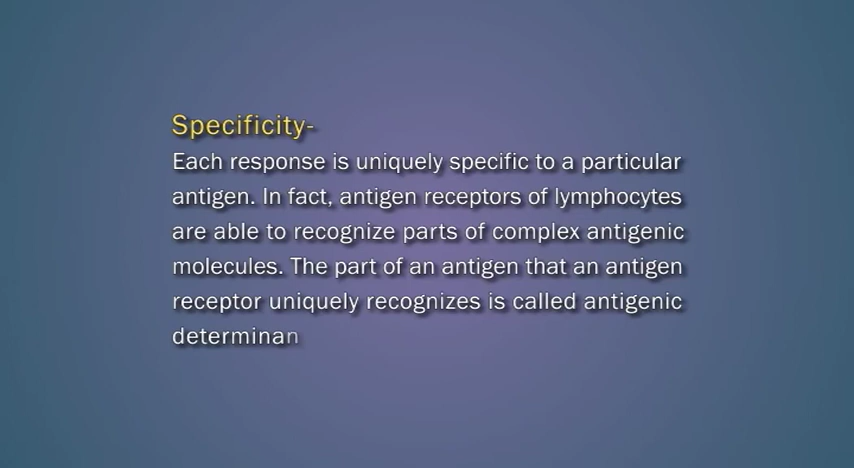 Specificity-
Each response is uniquely specific to a particular
antigen. In fact, antigen receptors of lymphocytes
are able to recognize parts of complex antigenic
molecules. The part of an antigen that an antigen
receptor uniquely recognizes is called antigenic
determinan